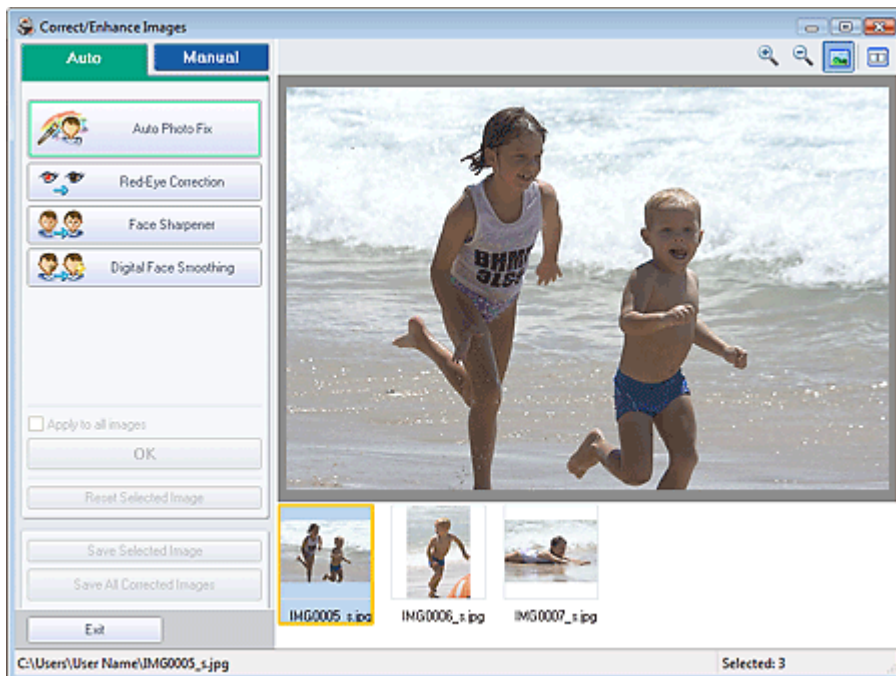 Correct/Enhance Images
Auto
Manual
Auto Photo Fix
Red-Eye Correction
Face Sharpener
Digital Face Smoothing
Apply to all images
OK
Reset Selected Image
Save Selected Image
Save All Corrected Images
Exit
IMG0005_s.jpg
IMG0006_s.jpg
IMG0007_s.jpg
C:\Users\User Name\IMG0005_s.jpg
Selected: 3